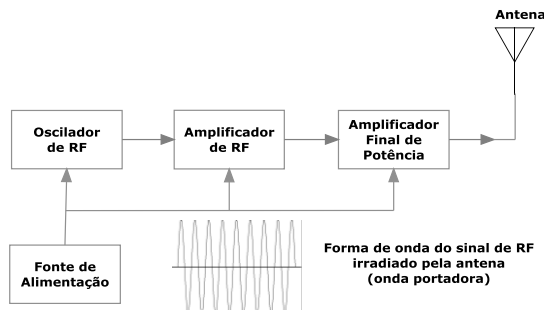 Antena
Oscilador
de RF
Amplificador
de RF
Amplificador
Final de
Potência
Fonte de
Alimentação
Forma de onda do sinal de RF
irradiado pela antena
(onda portadora)